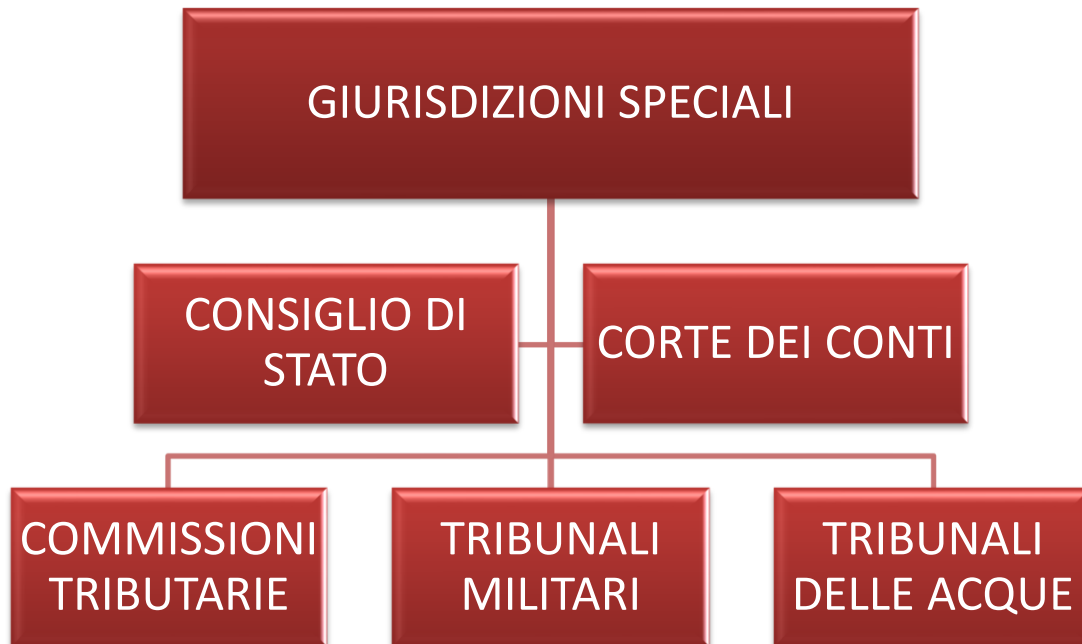 GIURISDIZIONI SPECIALI
CONSIGLIO DI
STATO
CORTE DEI CONTI
COMMISSIONI
TRIBUTARIE
TRIBUNALI
MILITARI
TRIBUNALI
DELLE ACQUE